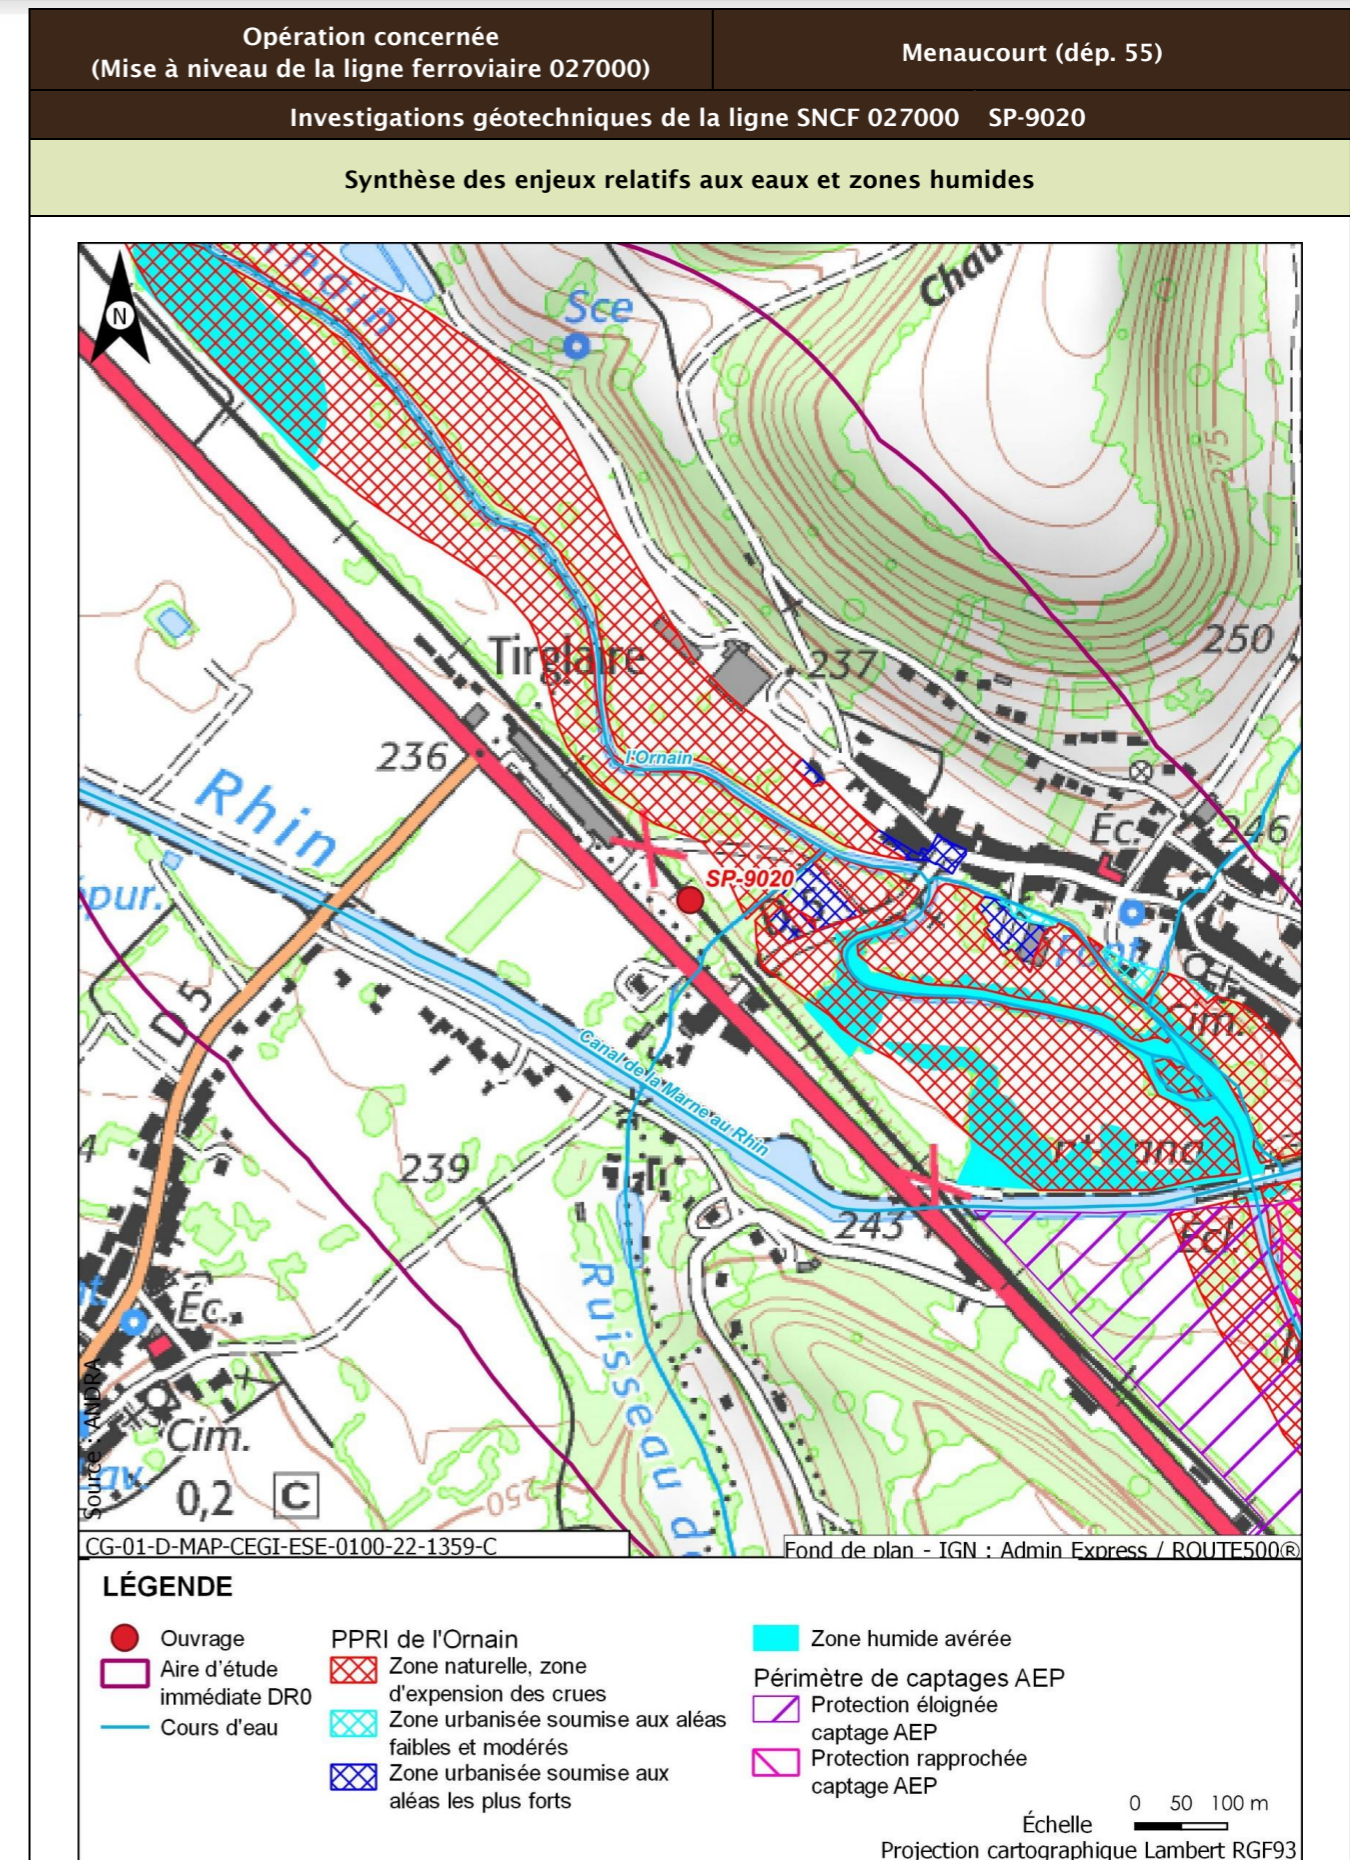 Opération concernée
(Mise à niveau de la ligne ferroviaire 027000)
Menaucourt (dép. 55)
Investigations géotechniques de la ligne SNCF 027000 SP-9020
Synthèse des enjeux relatifs aux eaux et zones humides
N
Sce
Chau
275
250
Tirglaire
237
236
l'Ornain
Rhin
Éc.
246
SP-9020
épur.
Font.
D 5
Cim.
Canal de la Marne au Rhin
239
243
Écl.
Éc.
Ruisseau d
Cim.
av.
0,2
C
250
Source : ANDRA
CG-01-D-MAP-CEGI-ESE-0100-22-1359-C
Fond de plan - IGN : Admin Express / ROUTE500®
LÉGENDE
Ouvrage
Aire d'étude
immédiate DR0
Cours d'eau
PPRI de l'Ornain
Zone naturelle, zone
d'expension des crues
Zone urbanisée soumise aux aléas
faibles et modérés
Zone urbanisée soumise aux
aléas les plus forts
Zone humide avérée
Périmètre de captages AEP
Protection éloignée
captage AEP
Protection rapprochée
captage AEP
0 50 100 m
Échelle
Projection cartographique Lambert RGF93